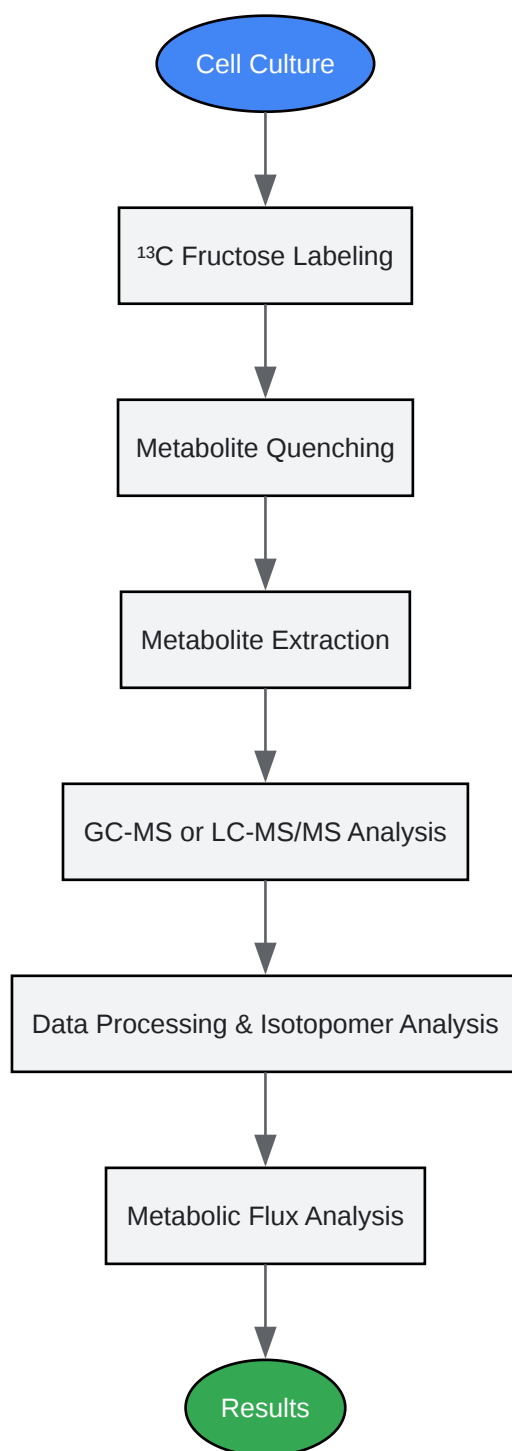 Cell Culture
¹³C Fructose Labeling
Metabolite Quenching
Metabolite Extraction
GC-MS or LC-MS/MS Analysis
Data Processing & Isotopomer Analysis
Metabolic Flux Analysis
Results